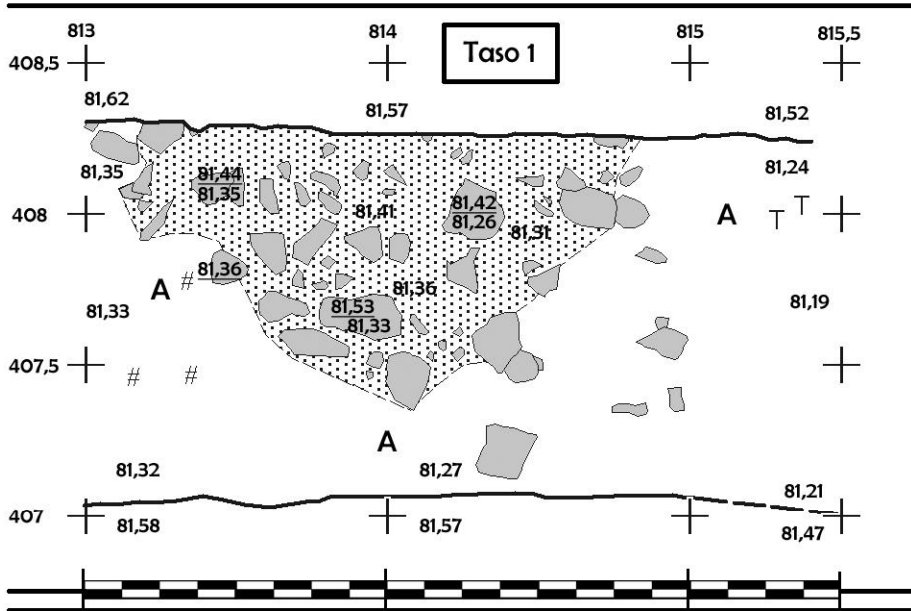 813 814 815 815,5
Taso 1
408,5
81,62 81,57 81,52
81,35 81,44 81,24
81,35 81,42
408 81,41 81,26 A T T
81,31
81,36
A # 81,36
81,33 81,53 81,19
81,33
407,5 # #
A
81,32 81,27
81,21
407 81,58 81,57 81,47